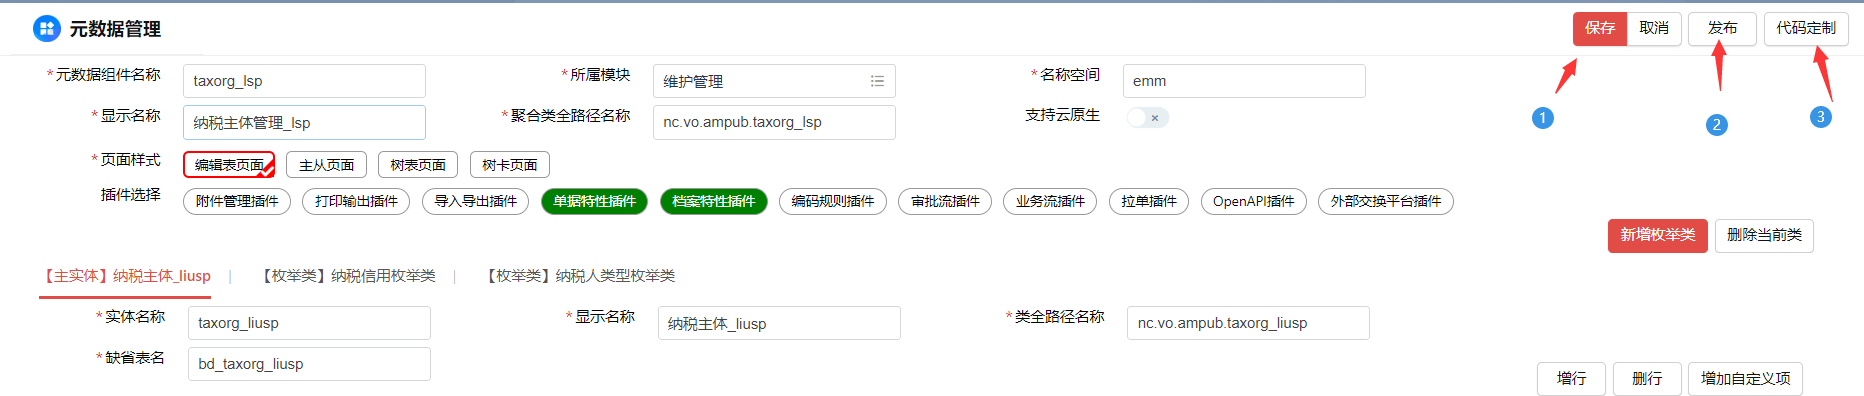 元数据管理
保存 取消 发布 代码定制
*元数据组件名称 taxorg_lsp *所属模块 维护管理 *名称空间 emm
1 2 3
*显示名称 纳税主体管理_lsp *聚合类全路径名称 nc.vo.ampub.taxorg_lsp 支持云原生
*页面样式 编辑表页面 主从页面 树表页面 树卡页面
插件选择 附件管理插件 打印输出插件 导入导出插件 单据特性插件 档案特性插件 编码规则插件 审批流插件 业务流插件 拉单插件 OpenAPI插件 外部交换平台插件
新增枚举类 删除当前类
【主实体】纳税主体_liusp | 【枚举类】纳税信用枚举类 | 【枚举类】纳税人类型枚举类
*实体名称 taxorg_liusp *显示名称 纳税主体_liusp *类全路径名称 nc.vo.ampub.taxorg_liusp
*缺省表名 bd_taxorg_liusp
增行 删行 增加自定义项